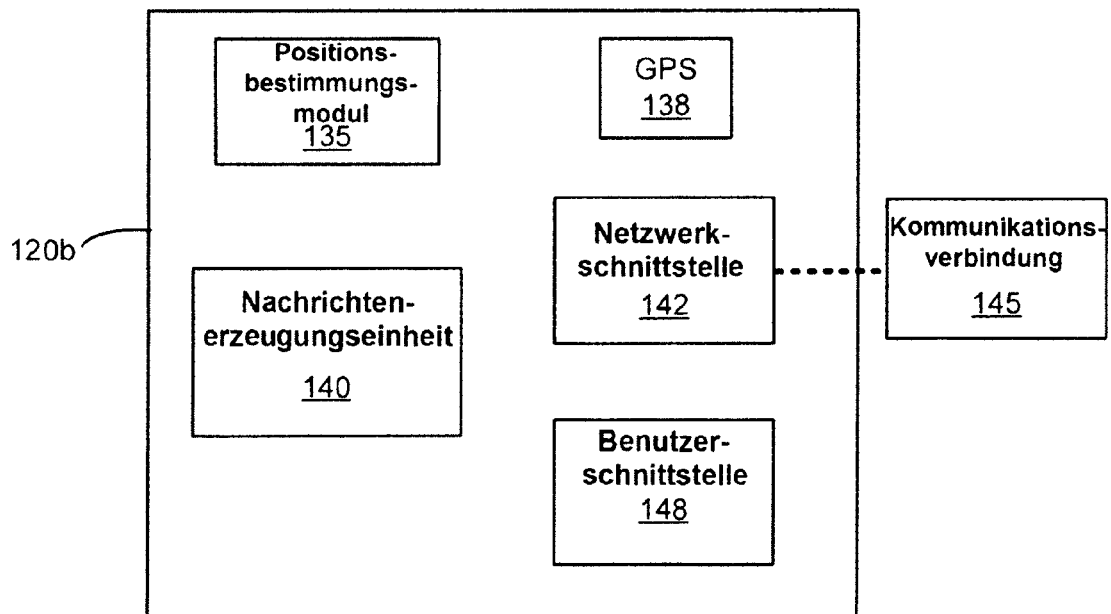 Positions-
bestimmungs-
modul
135
GPS
138
120b
Netzwerk-
schnittstelle
142
Kommunikations-
verbindung
145
Nachrichten-
erzeugungseinheit
140
Benutzer-
schnittstelle
148